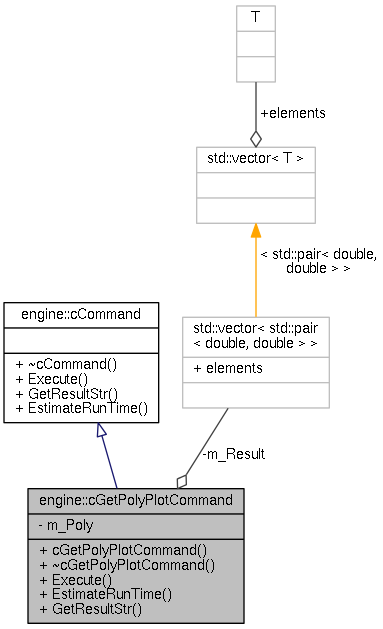 T
+elements
std::vector< T >
< std::pair< double,
double > >
engine::cCommand
+ ~cCommand()
+ Execute()
+ GetResultStr()
+ EstimateRunTime()
std::vector< std::pair
< double, double > >
+ elements
-m_Result
engine::cGetPolyPlotCommand
- m_Poly
+ cGetPolyPlotCommand()
+ ~cGetPolyPlotCommand()
+ Execute()
+ EstimateRunTime()
+ GetResultStr()